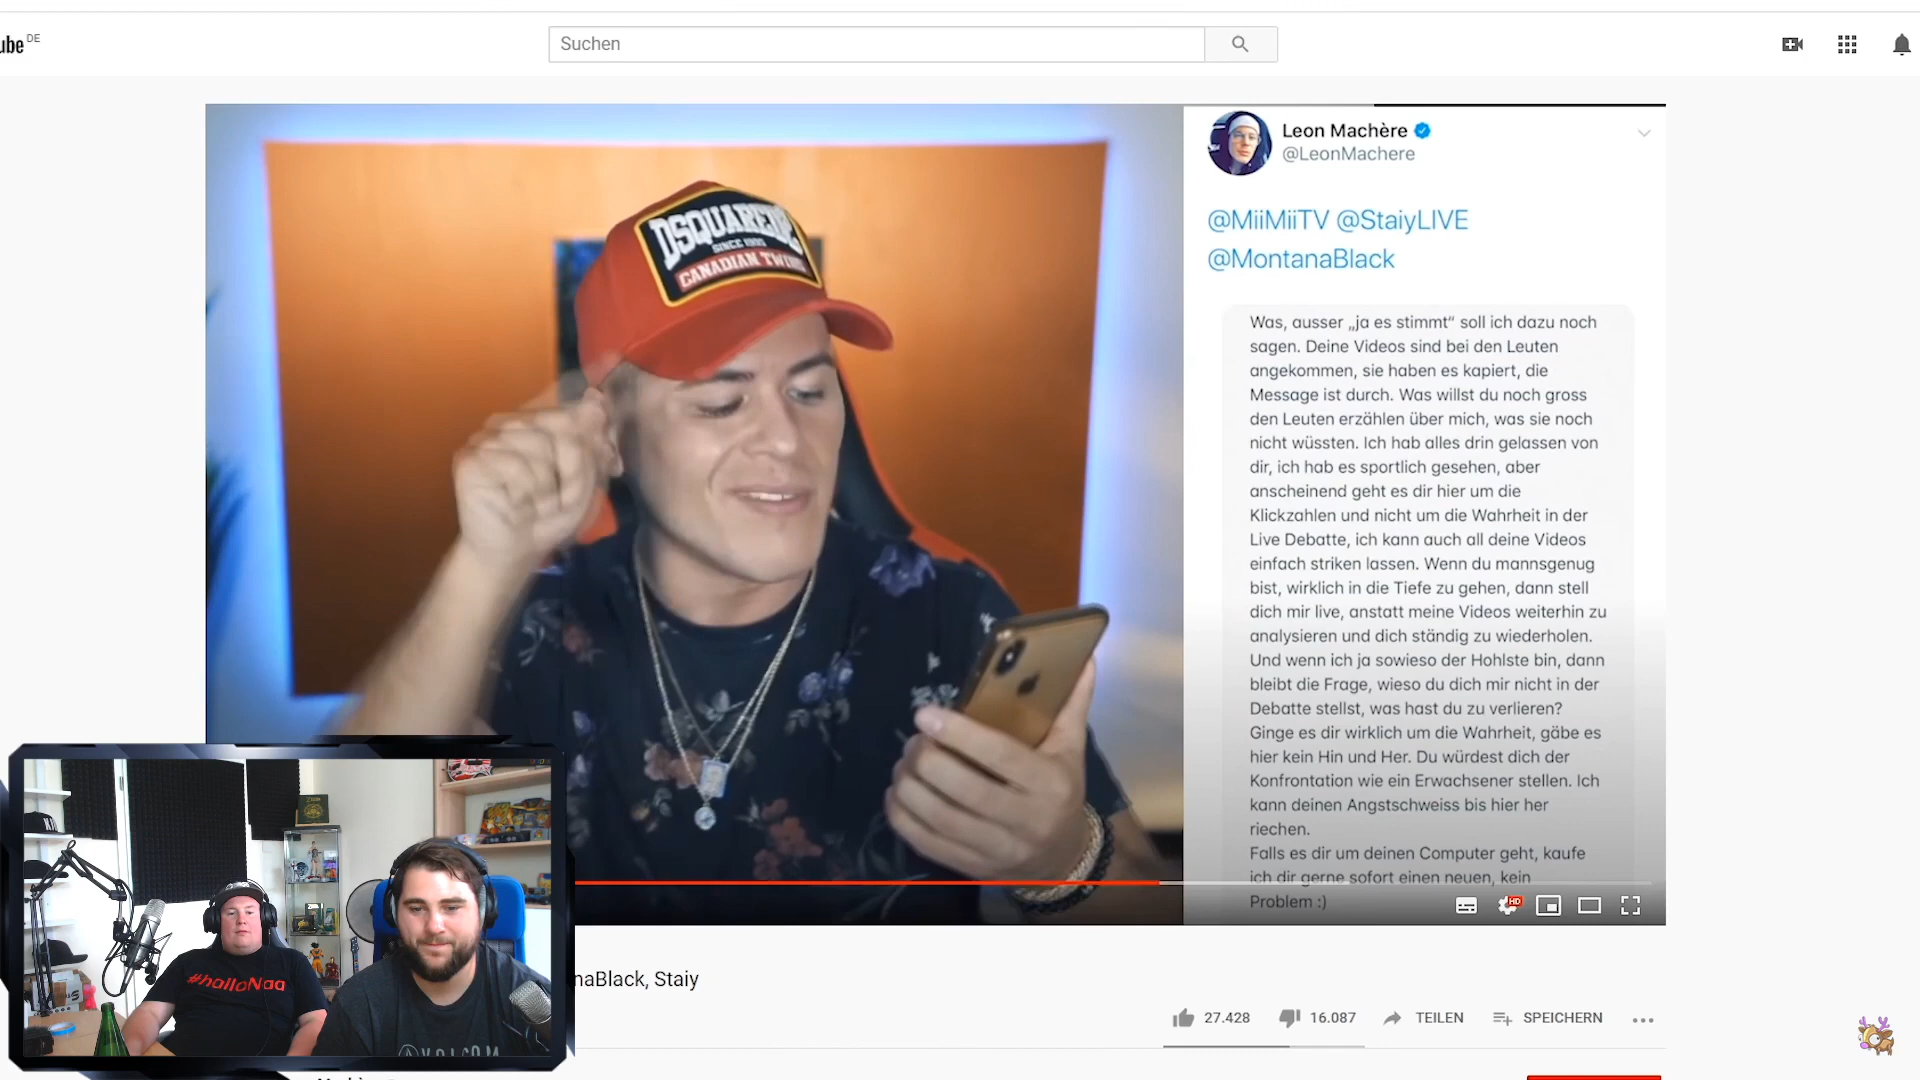 ube DE
Suchen
DSQUARED2
SINCE 1995
CANADIAN TWINS
Leon Machère
@LeonMachere
@MiiMiiTV @StaiyLIVE
@MontanaBlack
Was, ausser „ja es stimmt“ soll ich dazu noch
sagen. Deine Videos sind bei den Leuten
angekommen, sie haben es kapiert, die
Message ist durch. Was willst du noch gross
den Leuten erzählen über mich, was sie noch
nicht wüssten. Ich hab alles drin gelassen von
dir, ich hab es sportlich gesehen, aber
anscheinend geht es dir hier um die
Klickzahlen und nicht um die Wahrheit in der
Live Debatte, ich kann auch all deine Videos
einfach striken lassen. Wenn du mannsgenug
bist, wirklich in die Tiefe zu gehen, dann stell
dich mir live, anstatt meine Videos weiterhin zu
analysieren und dich ständig zu wiederholen.
Und wenn ich ja sowieso der Hohlste bin, dann
bleibt die Frage, wieso du dich mir nicht in der
Debatte stellst, was hast du zu verlieren?
Ginge es dir wirklich um die Wahrheit, gäbe es
hier kein Hin und Her. Du würdest dich der
Konfrontation wie ein Erwachsener stellen. Ich
kann deinen Angstschweiss bis hier her
riechen.
Falls es dir um deinen Computer geht, kaufe
ich dir gerne sofort einen neuen, kein
Problem :)
HD
#hailoNaa
VOLCOM
naBlack, Staiy
27.428 16.087 TEILEN SPEICHERN